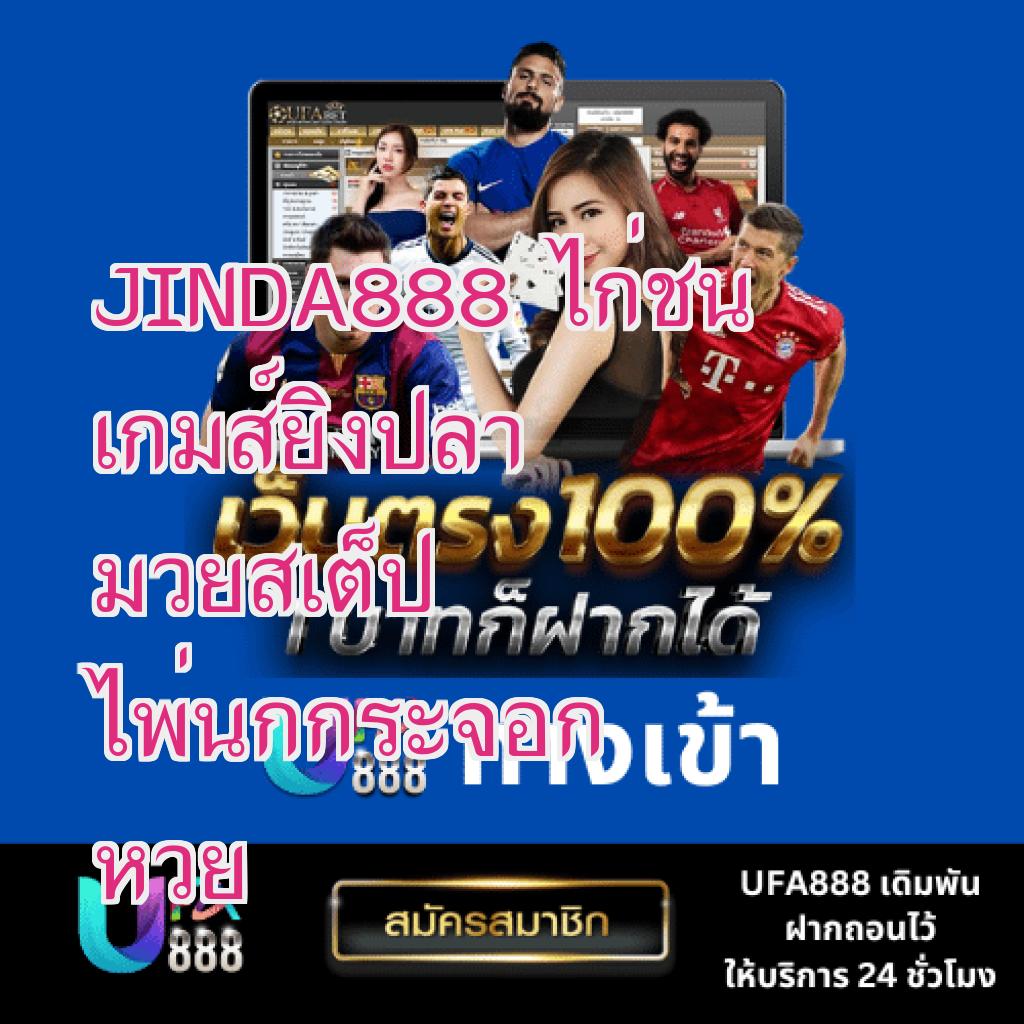 UFABET
JINDA888 ไก่ชน
เกมส์ยิงปลา
เว็บตรง100%
มวยสเต็ป
1 บาทก็ฝากได้
ไพ่นกกระจอก
888 ทางเข้า
หวย
888
สมัครสมาชิก
UFA888 เดิมพัน
ฝากถอนไว้
ให้บริการ 24 ชั่วโมง